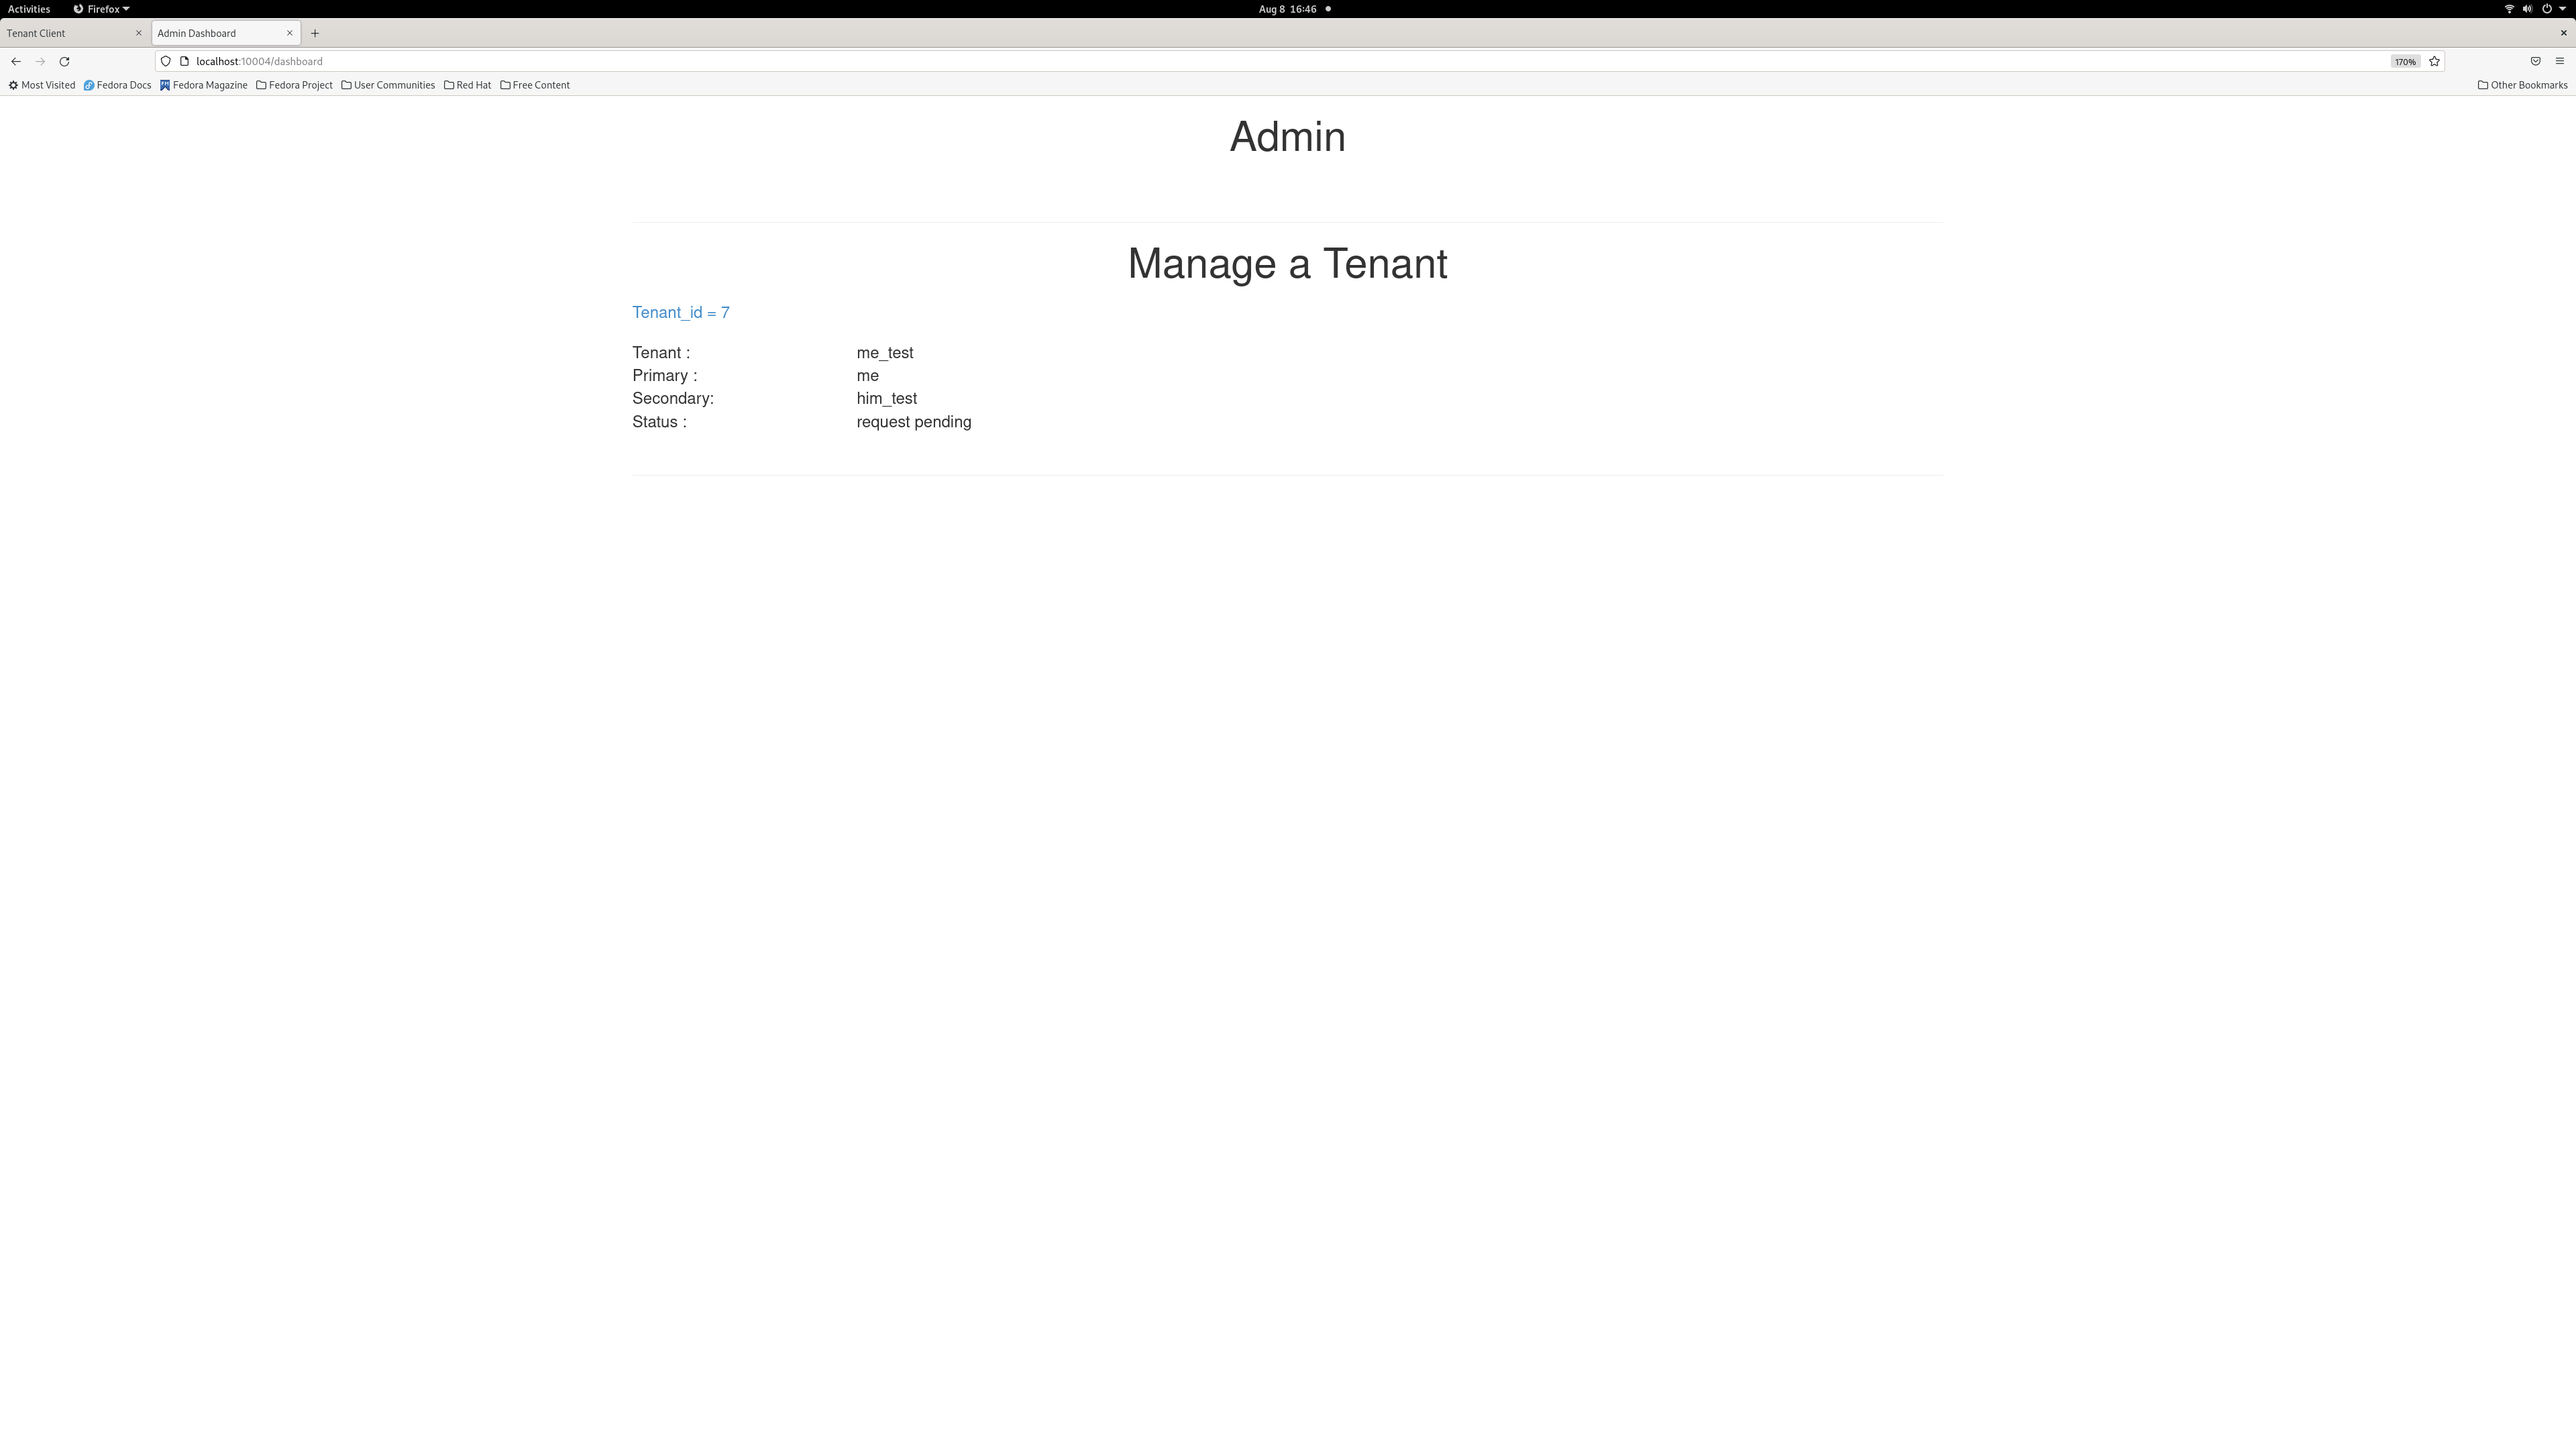 Activities Firefox Aug 8 16:46
Tenant Client Admin Dashboard
localhost:10004/dashboard 170%
Most Visited Fedora Docs Fedora Magazine Fedora Project User Communities Red Hat Free Content Other Bookmarks
Admin
Manage a Tenant
Tenant_id = 7
Tenant : me_test
Primary : me
Secondary: him_test
Status : request pending